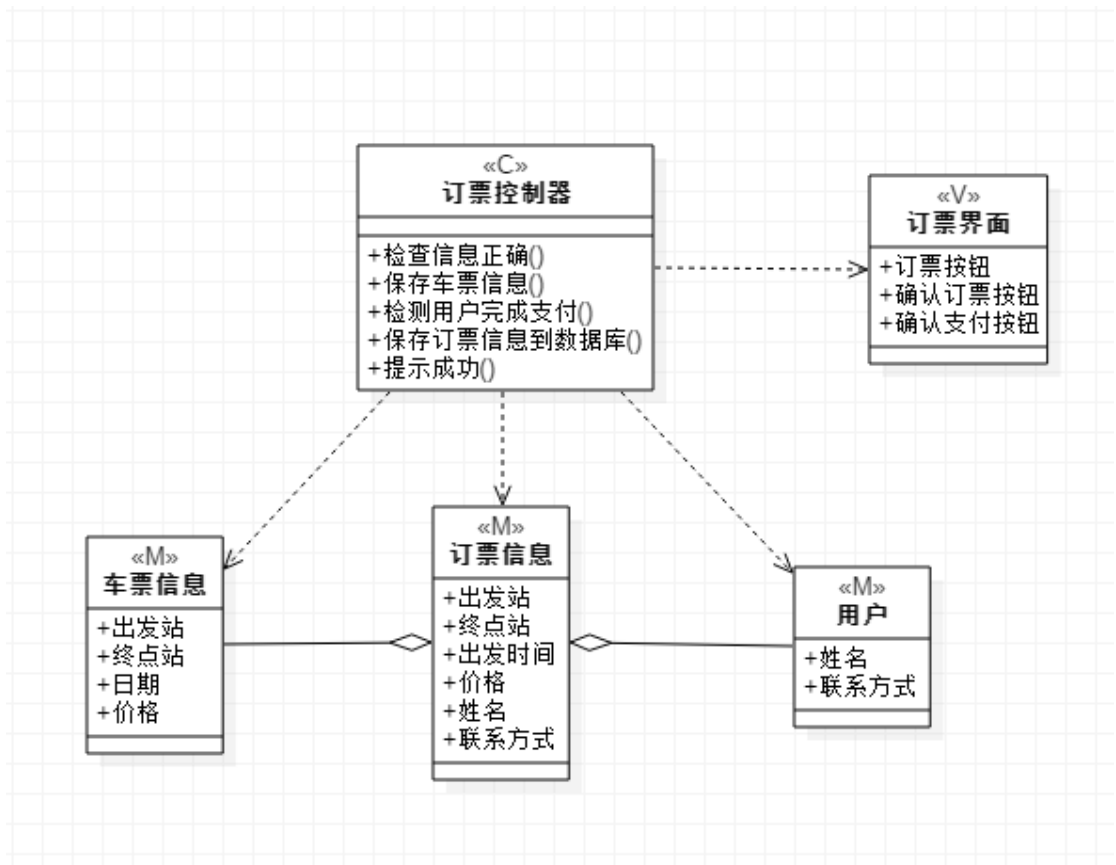 «C»
订票控制器
+检查信息正确()
+保存车票信息()
+检测用户完成支付()
+保存订票信息到数据库()
+提示成功()
«V»
订票界面
+订票按钮
+确认订票按钮
+确认支付按钮
«M»
车票信息
+出发站
+终点站
+日期
+价格
«M»
订票信息
+出发站
+终点站
+出发时间
+价格
+姓名
+联系方式
«M»
用户
+姓名
+联系方式